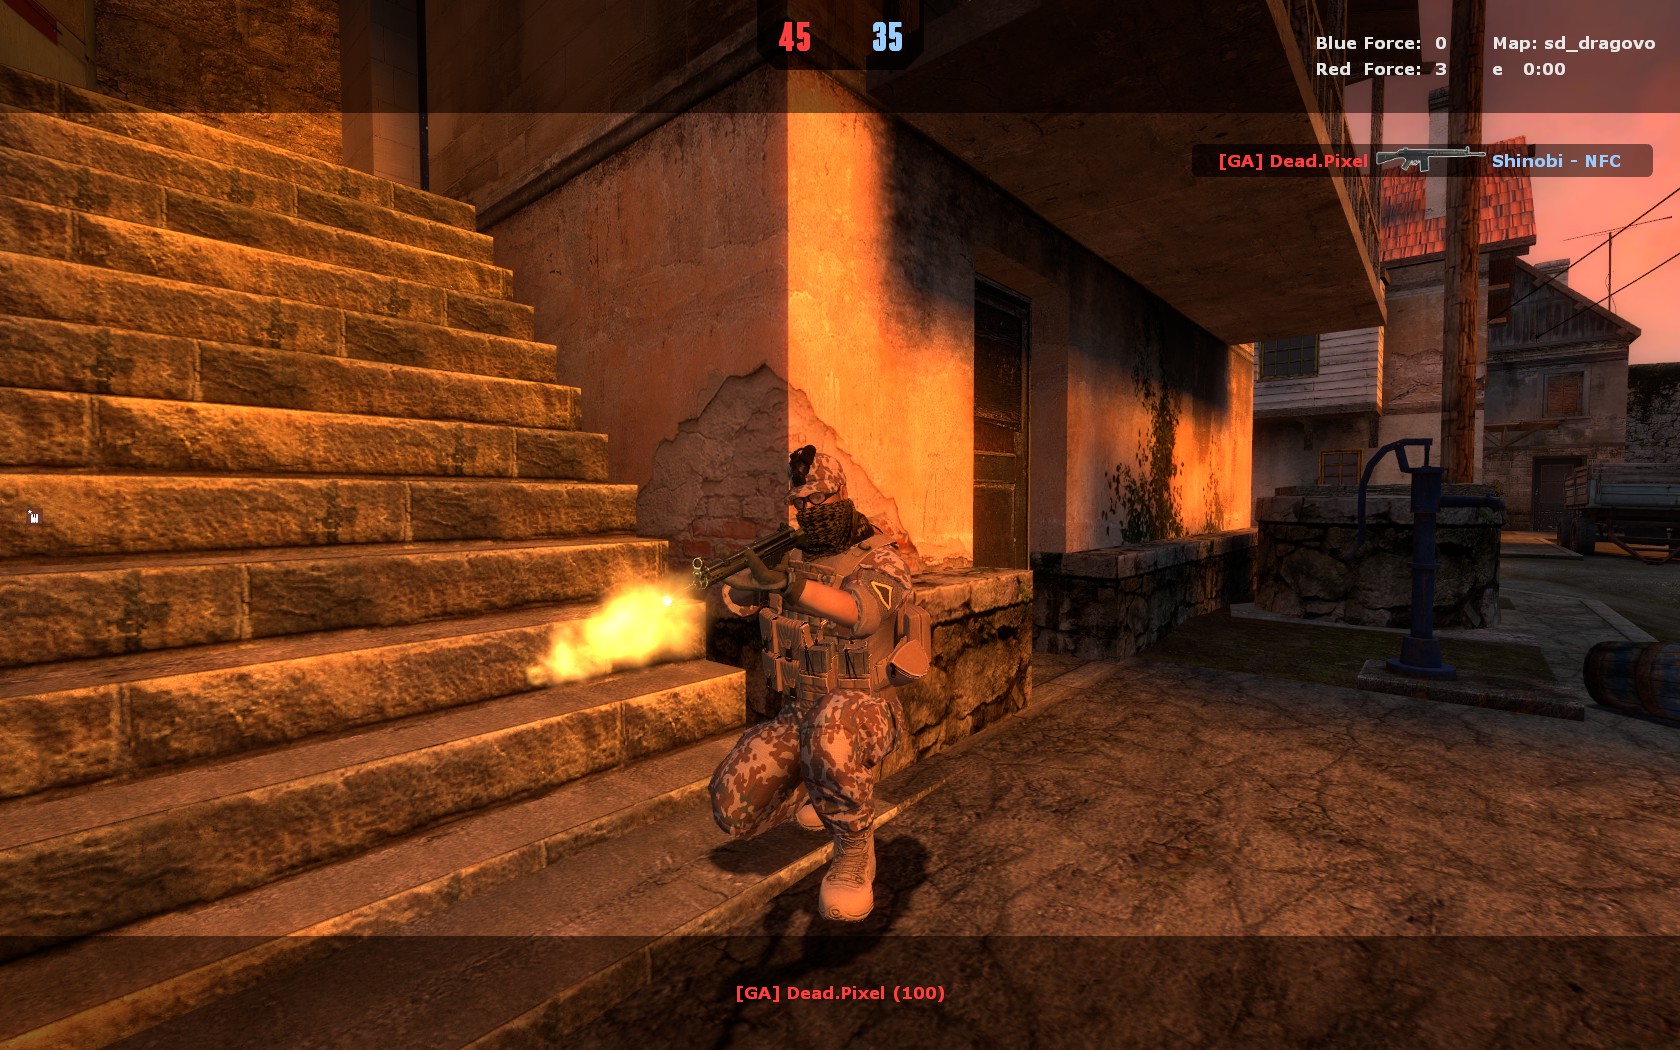 45 35
Blue Force: 0 Map: sd_dragovo
Red Force: 3 e 0:00
[GA] Dead.Pixel Shinobi - NFC
[GA] Dead.Pixel (100)